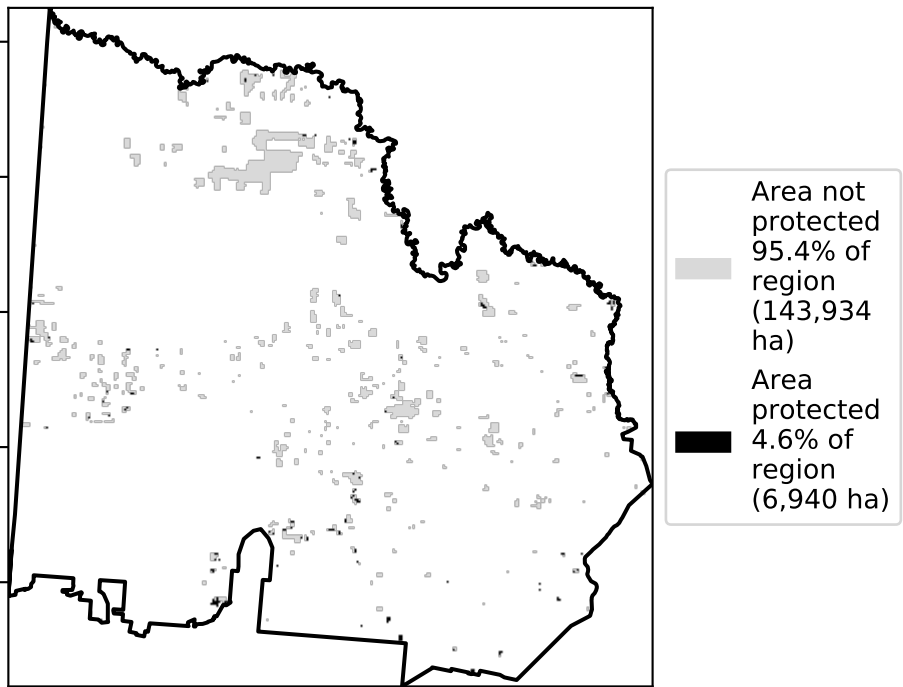 Area not
protected
95.4% of
region
(143,934
ha)
Area
protected
4.6% of
region
(6,940 ha)